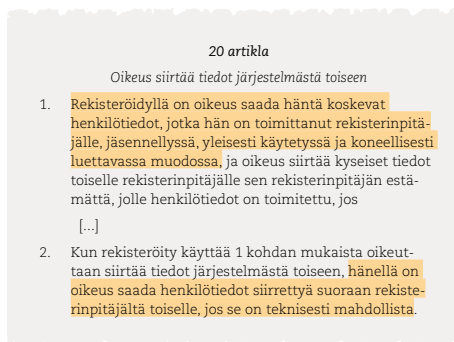 20 artikla
Oikeus siirtää tiedot järjestelmästä toiseen
1. Rekisteröidyllä on oikeus saada häntä koskevat
henkilötiedot, jotka hän on toimittanut rekisterinpitä-
jälle, jäsennellyssä, yleisesti käytetyssä ja koneellisesti
luettavassa muodossa, ja oikeus siirtää kyseiset tiedot
toiselle rekisterinpitäjälle sen rekisterinpitäjän estä-
mättä, jolle henkilötiedot on toimitettu, jos
[...]
2. Kun rekisteröity käyttää 1 kohdan mukaista oikeut-
taan siirtää tiedot järjestelmästä toiseen, hänellä on
oikeus saada henkilötiedot siirrettyä suoraan rekiste-
rinpitäjältä toiselle, jos se on teknisesti mahdollista.